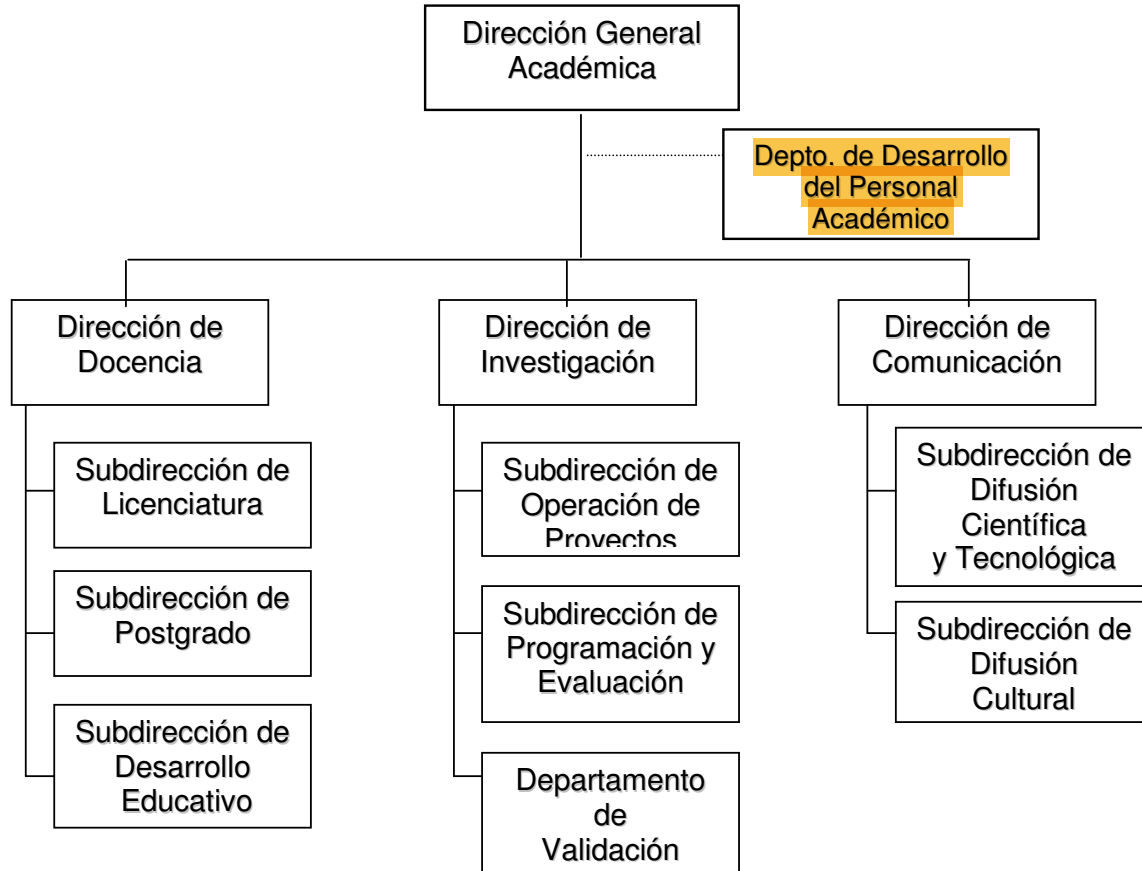 Dirección General
Académica
Depto. de Desarrollo
del Personal
Académico
Dirección de
Docencia
Dirección de
Investigación
Dirección de
Comunicación
Subdirección de
Licenciatura
Subdirección de
Postgrado
Subdirección de
Desarrollo
Educativo
Subdirección de
Operación de
Proyectos
Subdirección de
Programación y
Evaluación
Departamento
de
Validación
Subdirección de
Difusión
Científica
y Tecnológica
Subdirección de
Difusión
Cultural